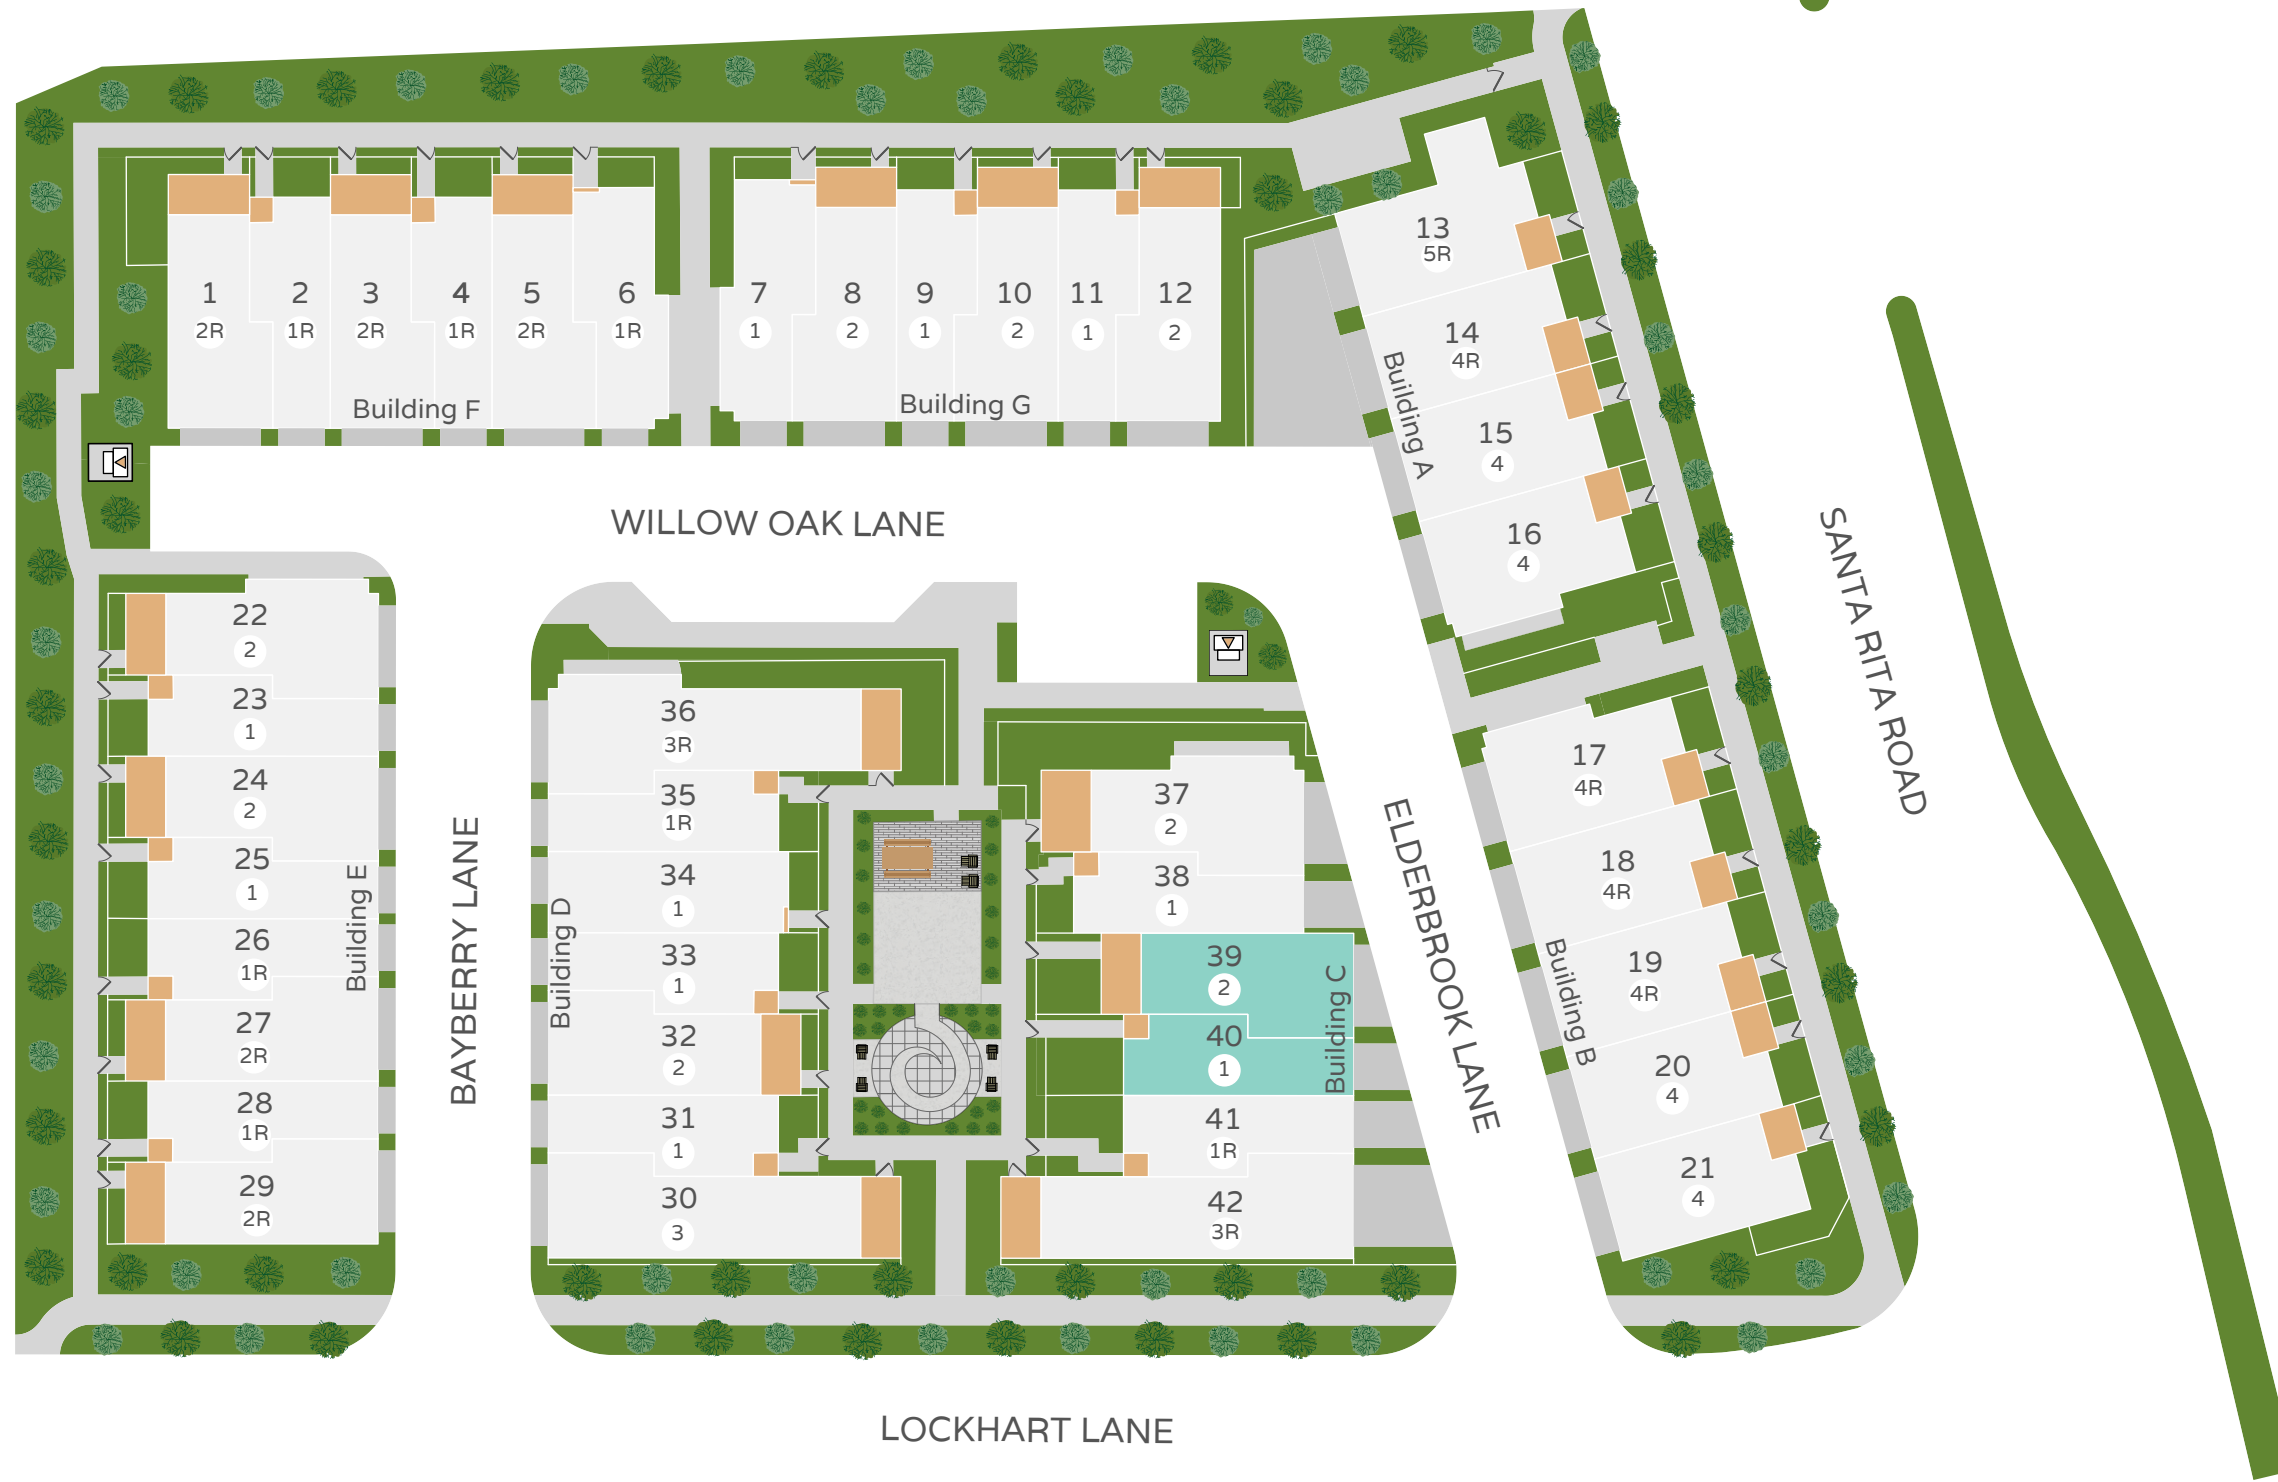 1
2R
2
1R
3
2R
4
1R
5
2R
6
1R
Building F
7
1
8
2
9
1
10
2
11
1
12
2
Building G
13
5R
14
4R
15
4
16
4
Building A
WILLOW OAK LANE
SANTA RITA ROAD
22
2
23
1
24
2
25
1
26
1R
27
2R
28
1R
29
2R
Building E
BAYBERRY LANE
36
3R
35
1R
34
1
33
1
32
2
31
1
30
3
Building D
37
2
38
1
39
2
40
1
41
1R
42
3R
Building C
ELDERBROOK LANE
17
4R
18
4R
19
4R
20
4
21
4
Building B
LOCKHART LANE